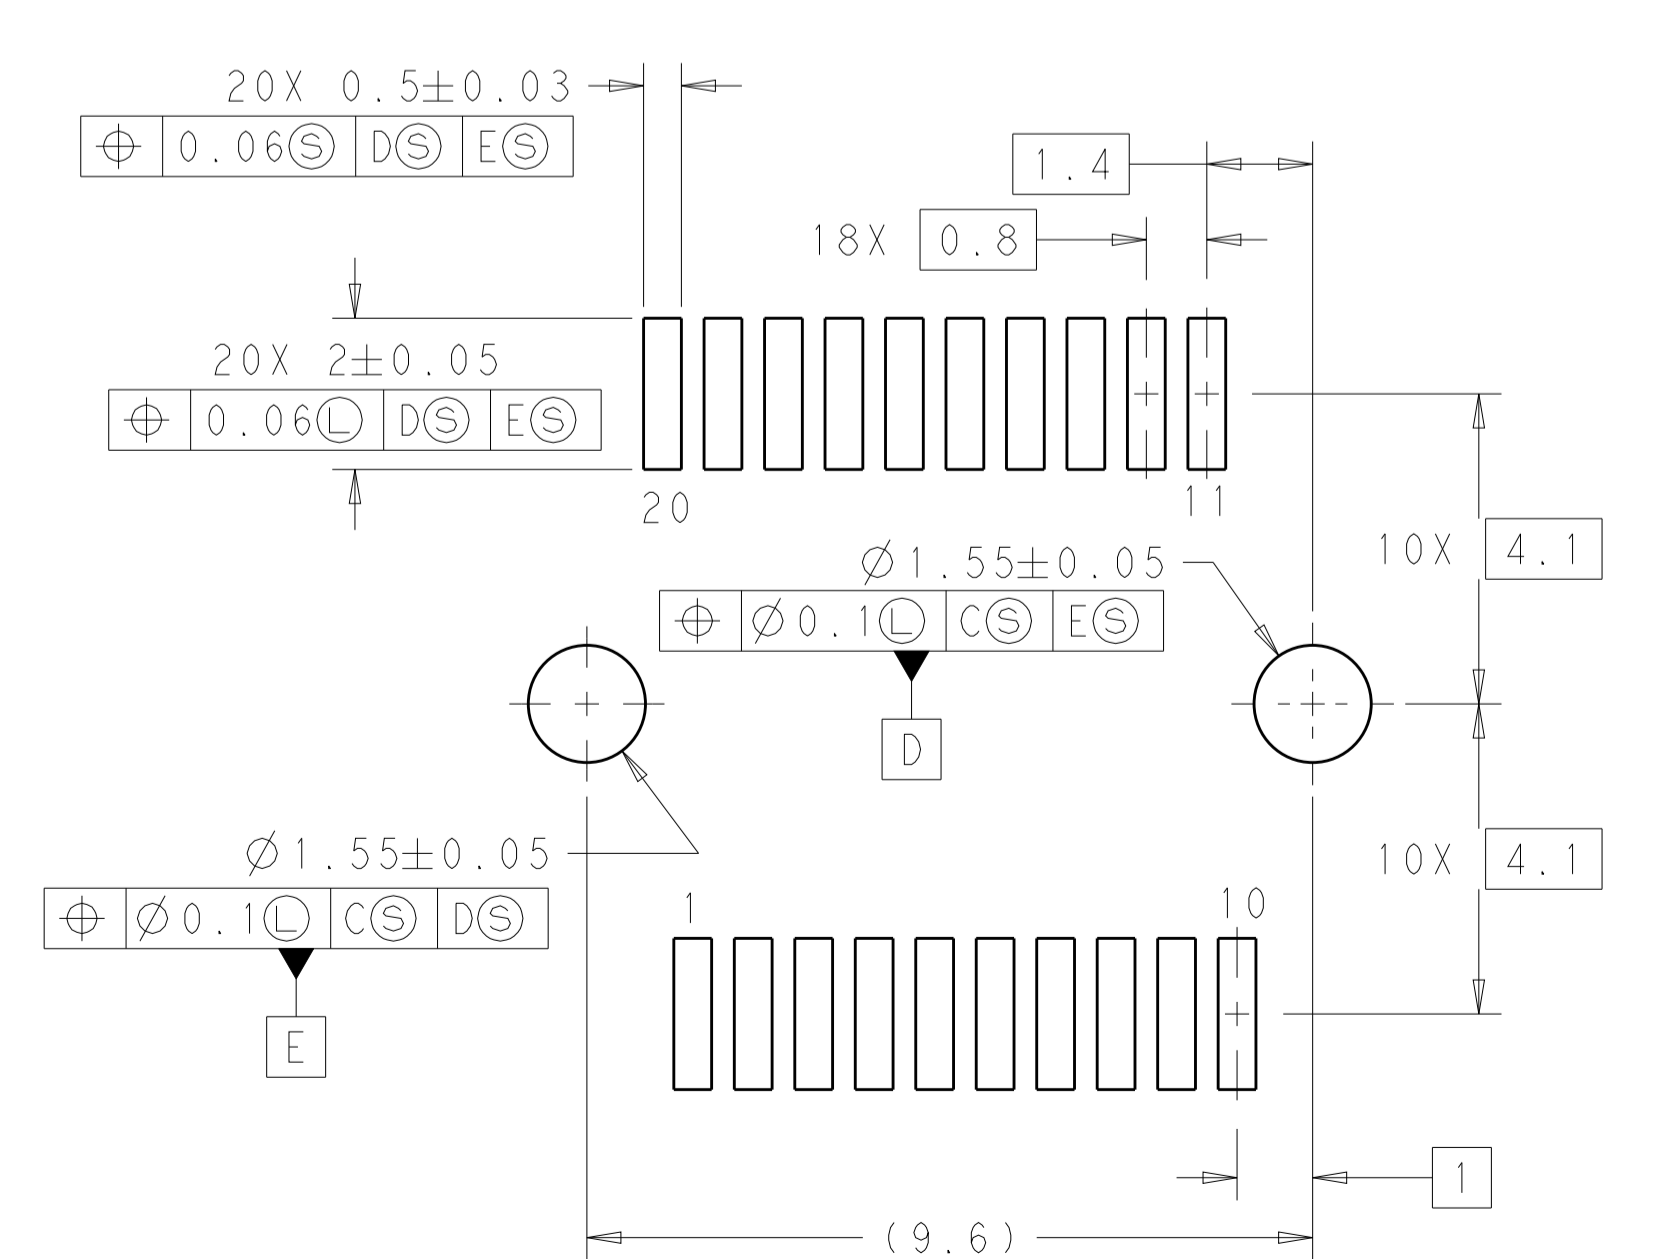 20X 0.5±0.03
⌖ 0.06Ⓢ DⓈ EⓈ
1.4
18X 0.8
20X 2±0.05
⌖ 0.06Ⓛ DⓈ EⓈ
20
11
10X 4.1
Ø1.55±0.05
⌖ Ø0.1Ⓛ CⓈ EⓈ
D
Ø1.55±0.05
⌖ Ø0.1Ⓛ CⓈ DⓈ
E
10X 4.1
1
10
1
(9.6)